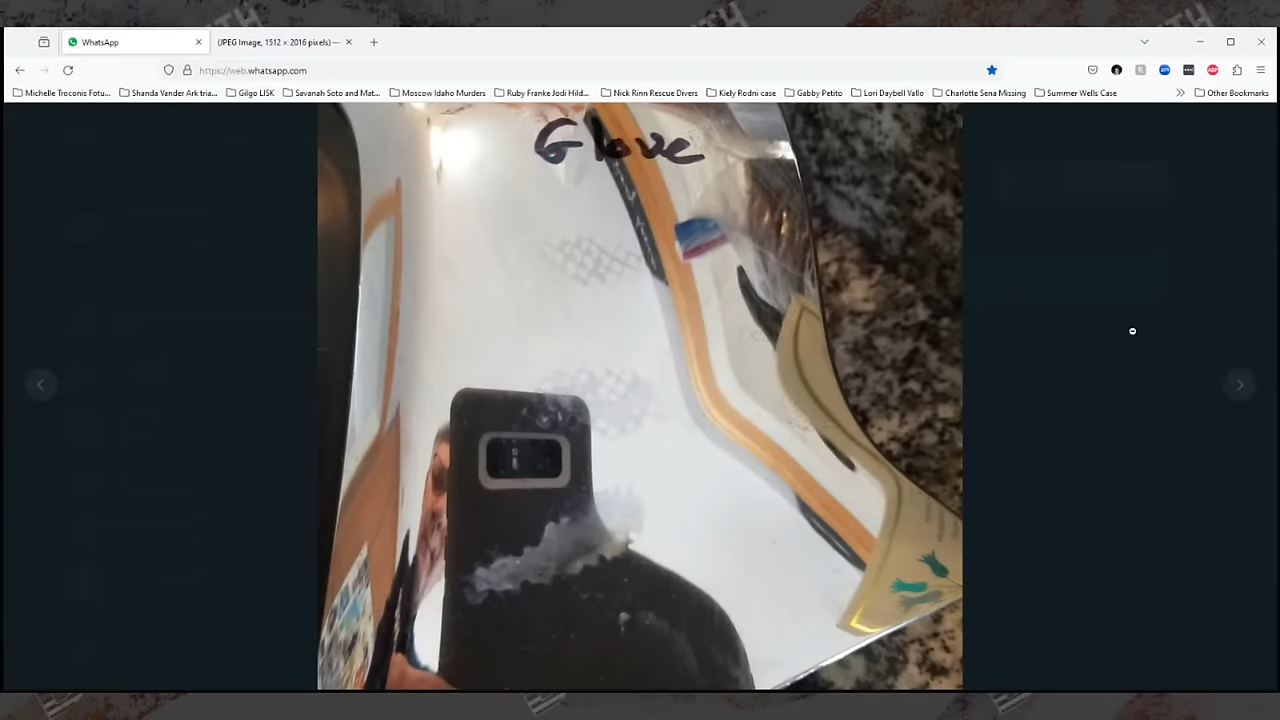 WhatsApp
(JPEG Image, 1512 × 2016 pixels) —
https://web.whatsapp.com
Michelle Troconis Fotu...
Shanda Vander Ark tria...
Gilgo LISK
Savanah Soto and Mat...
Moscow Idaho Murders
Ruby Franke Jodi Hild...
Nick Rinn Rescue Divers
Kiely Rodni case
Gabby Petito
Lori Daybell Vallo
Charlotte Sena Missing
Summer Wells Case
Other Bookmarks
Glove